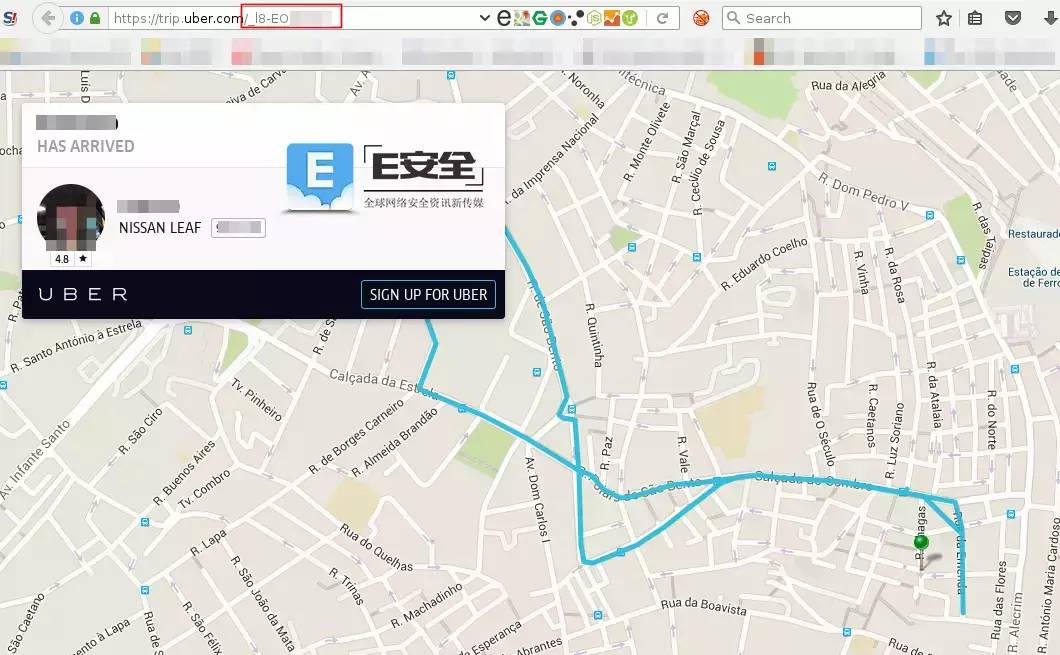 https://trip.uber.com/_l8-EO
Search
HAS ARRIVED
E
E安全
全球网络安全资讯新传媒
NISSAN LEAF
4.8 ★
UBER
SIGN UP FOR UBER
Rua da Alegria
R. Noronha
R. Monte Olivete
R. São Marçal
R. Cecílio de Sousa
R. da Imprensa Nacional
R. Dom Pedro V
R. das Taipas
Restaurado
Estação de
de Ferro
R. Eduardo Coelho
R. Vinha
R. da Rosa
R. de São Bento
R. Quintinha
R. Santo António à Estrela
Calçada da Estrela
Tv. Pinheiro
R. São Ciro
R. de Borges Carneiro
R. Almeida Brandão
Av. Infante Santo
R. Buenos Aires
Tv. Combro
R. Paz
R. Vale
Rua de O Século
R. Caetanos
R. Luz Soriano
R. da Atalaia
R. do Norte
R. Poiais de São Bento
Calçada do Combro
Av. Dom Carlos I
R. Chagas
Rua da Emenda
R. Lapa
Rua do Quelhas
R. Trinas
R. São João da Mata
R. Machadinho
R. São Félix
São Caetano
Rua da Boavista
Rua das Flores
R. Alecrim
R. António Maria Cardoso
Esperança
Abrantes